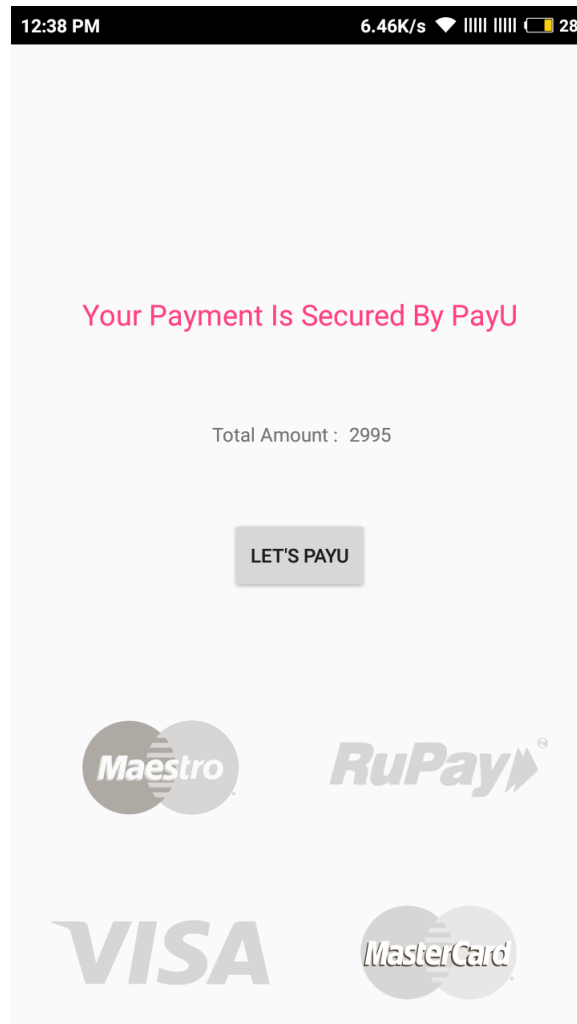 12:38 PM 6.46K/s 28
Your Payment Is Secured By PayU
Total Amount : 2995
LET'S PAYU
Maestro RuPay
VISA MasterCard